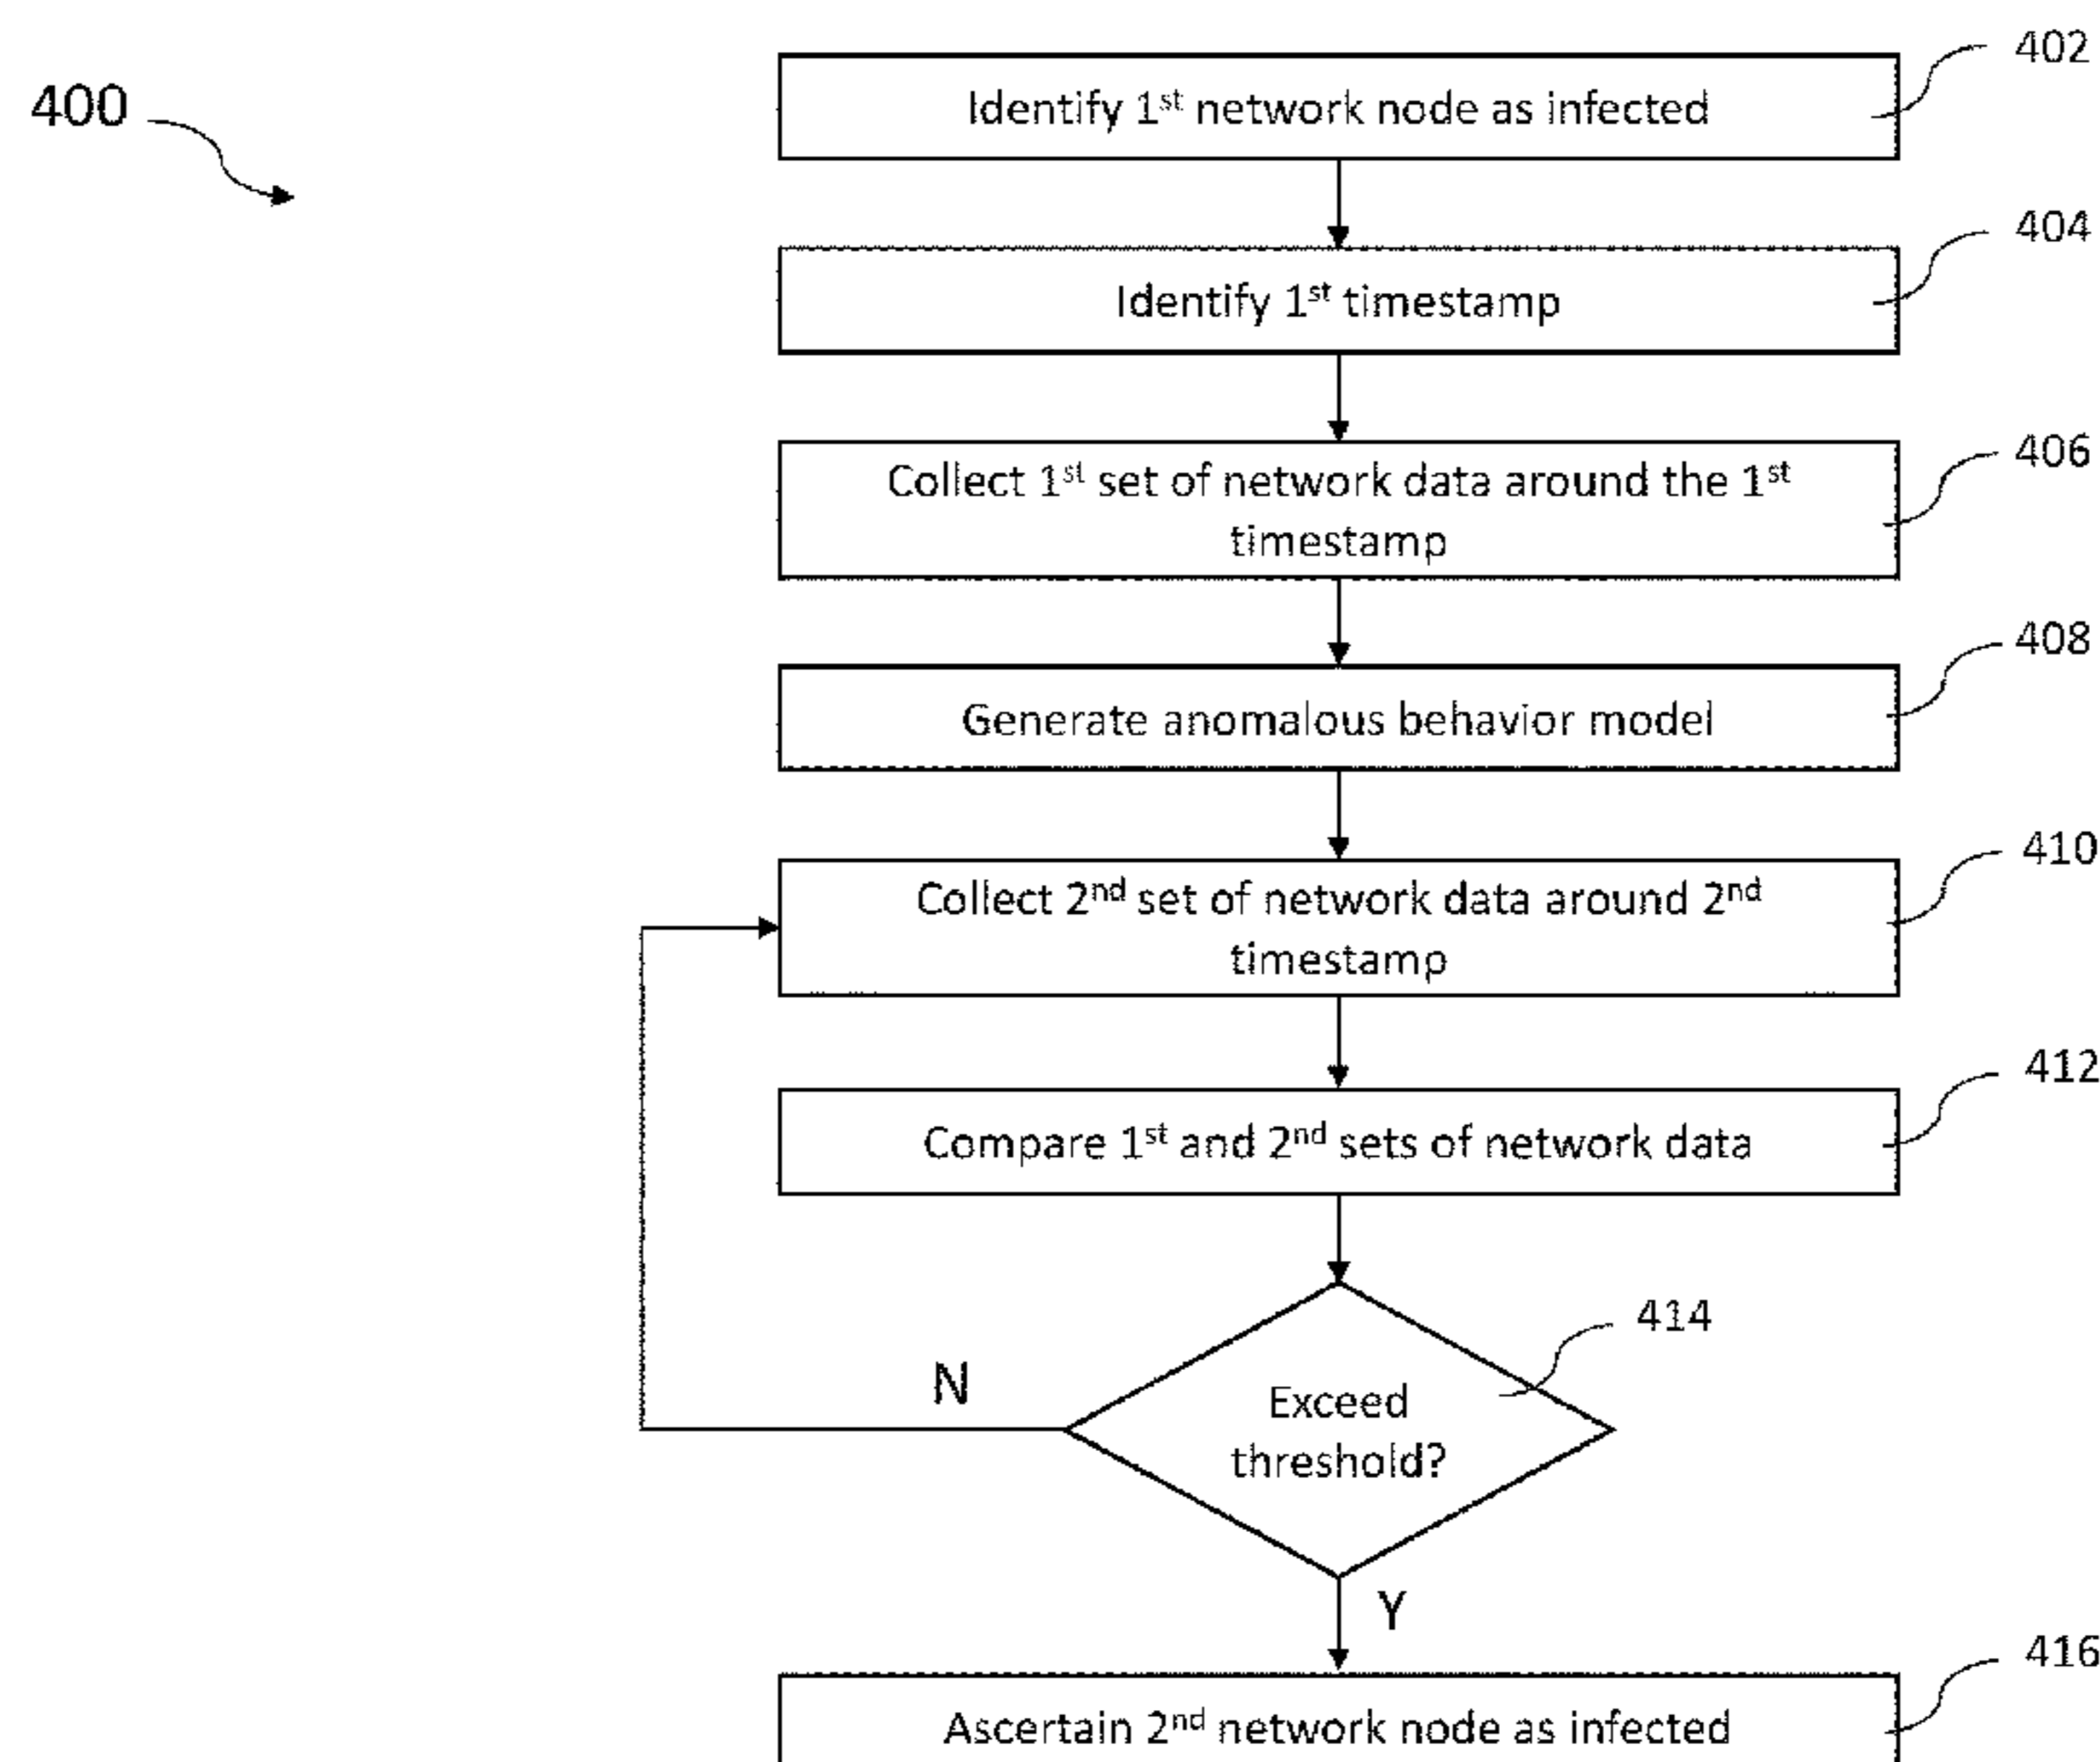 400
402
Identify 1st network node as infected
404
Identify 1st timestamp
406
Collect 1st set of network data around the 1st
timestamp
408
Generate anomalous behavior model
410
Collect 2nd set of network data around 2nd
timestamp
412
Compare 1st and 2nd sets of network data
414
Exceed
threshold?
N
Y
416
Ascertain 2nd network node as infected